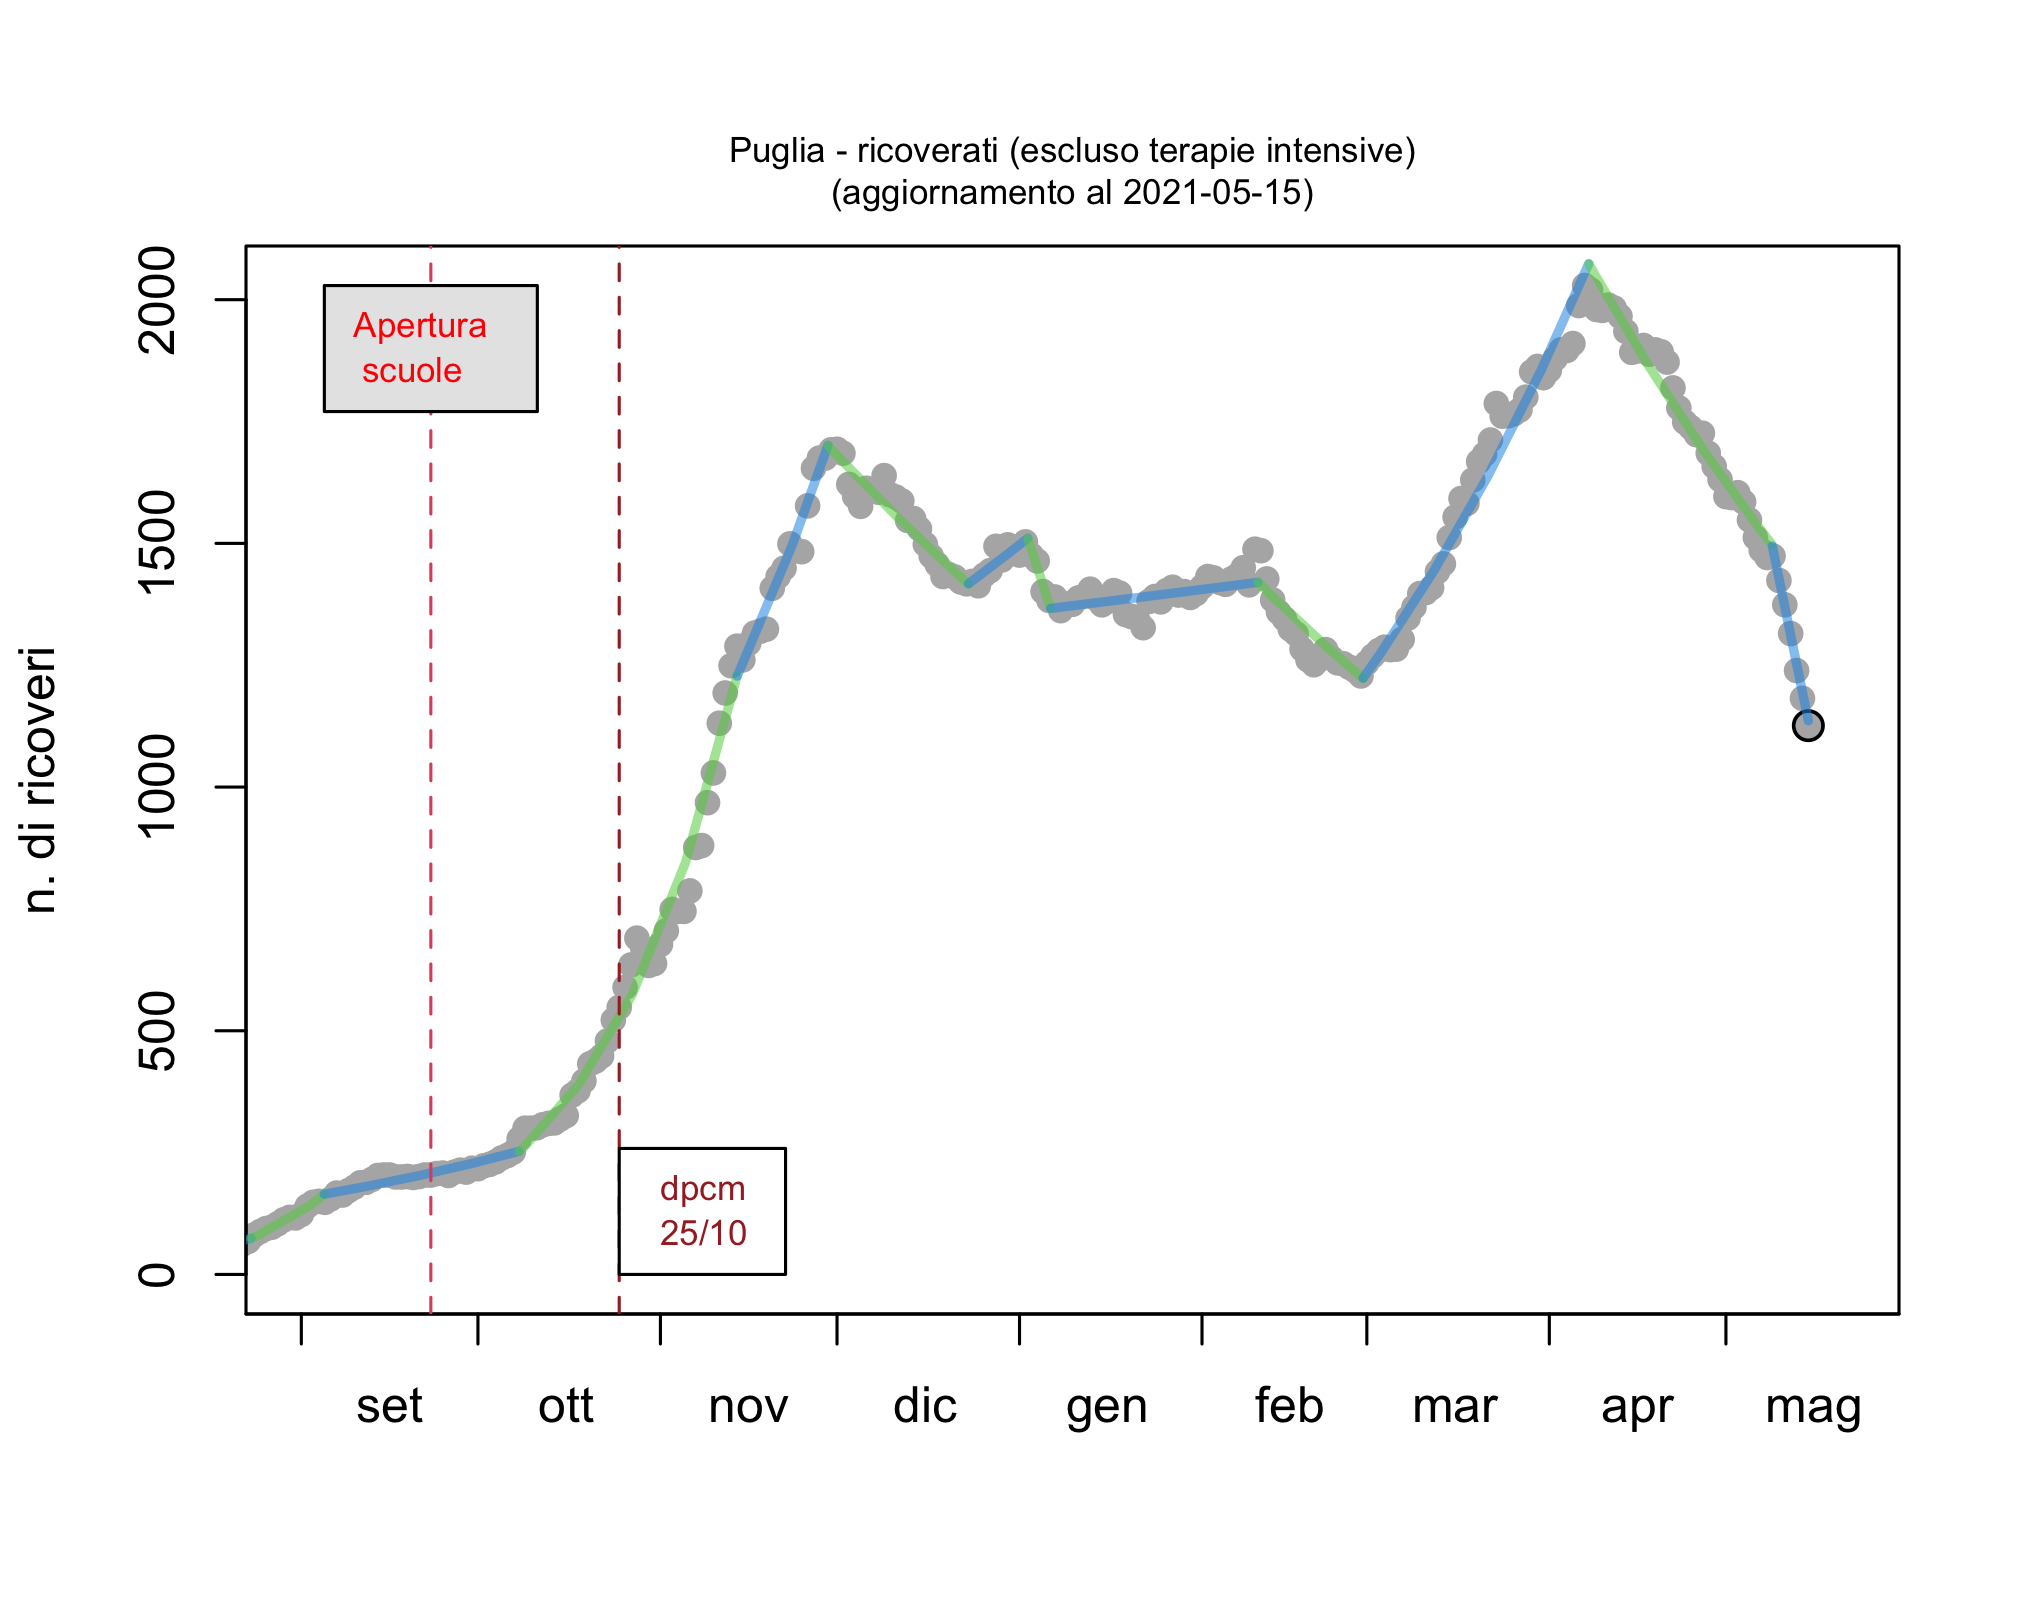 Puglia - ricoverati (escluso terapie intensive)
(aggiornamento al 2021-05-15)
n. di ricoveri
2000
1500
1000
500
0
Apertura
scuole
dpcm
25/10
set ott nov dic gen feb mar apr mag